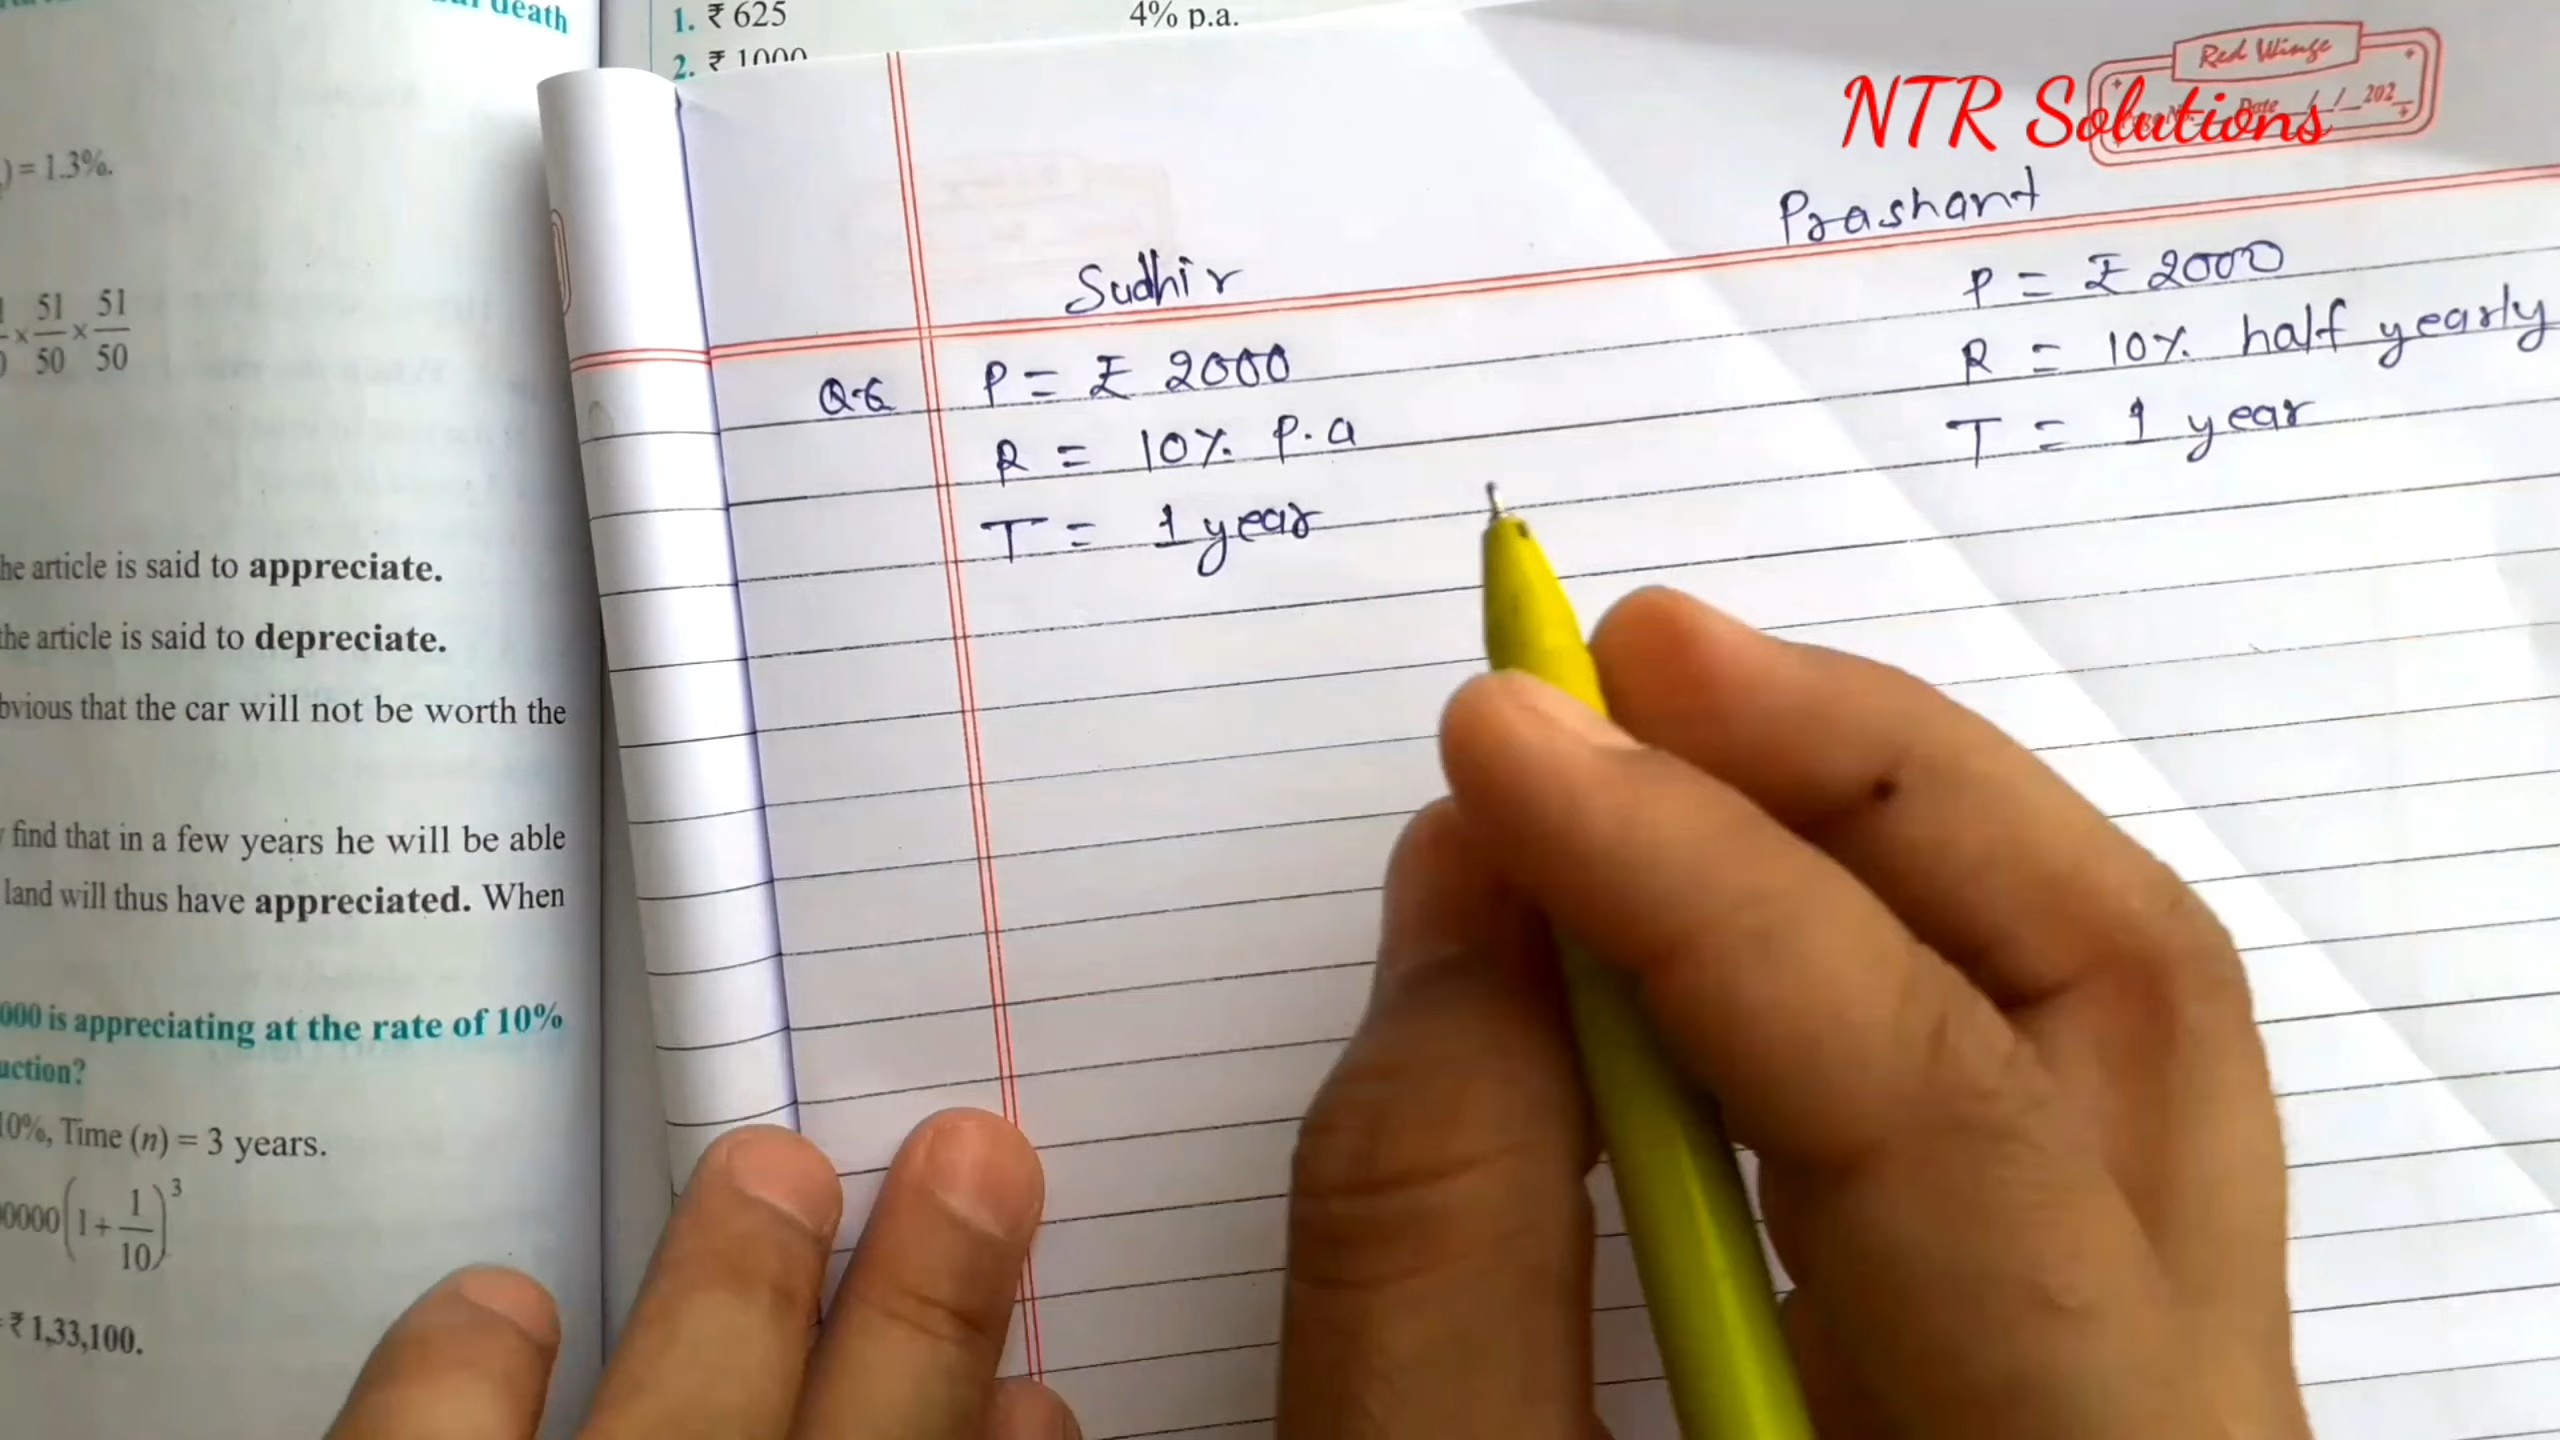 death
) = 1.3%.
× 51/50 × 51/50
he article is said to appreciate.
the article is said to depreciate.
bvious that the car will not be worth the
find that in a few years he will be able
land will thus have appreciated. When
000 is appreciating at the rate of 10%
uction?
10%, Time (n) = 3 years.
0000(1+1/10)³
₹ 1,33,100.
1. ₹ 625 4% p.a.
2. ₹ 1000
Red Winge
Date / / 202
NTR Solutions
Sudhir
Q.6 P = ₹ 2000
R = 10% P.a
T = 1 year
Prashant
P = ₹ 2000
R = 10% half yearly
T = 1 year